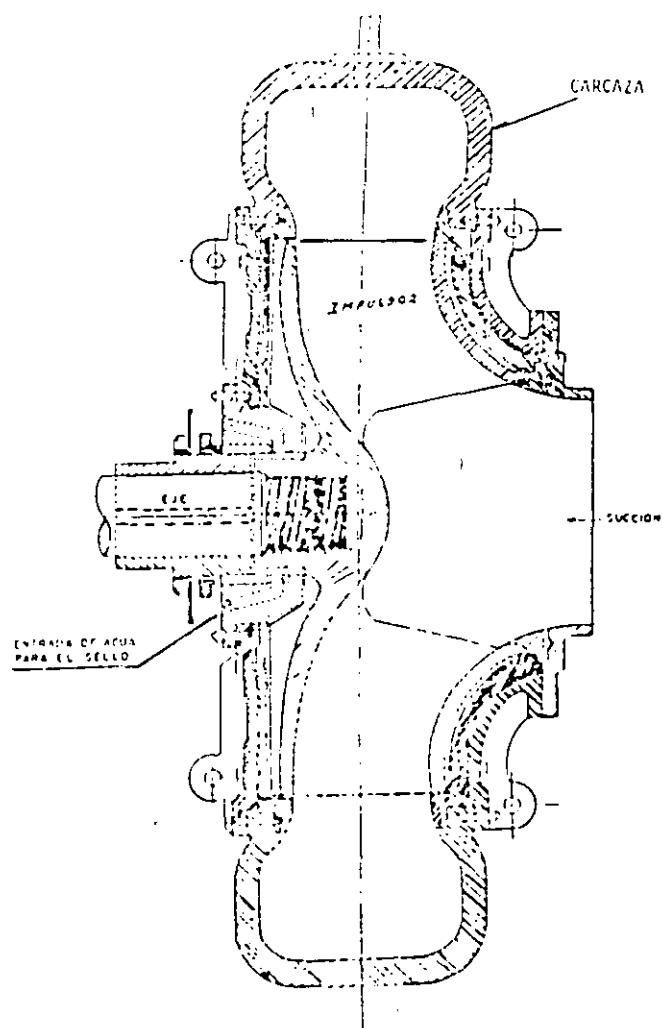 CARCAZA
IMPULSOR
EJE
SUCCION
ENTRADA DE AGUA
PARA EL SELLO